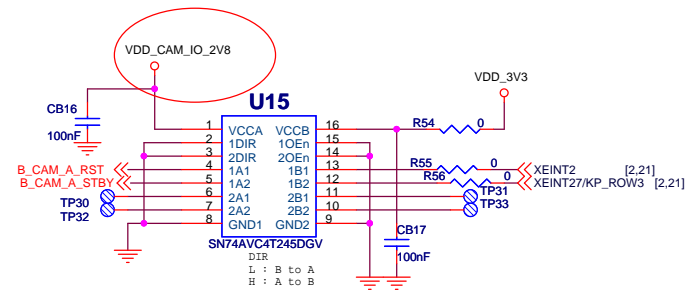 VDD_CAM_IO_2V8
VDD_3V3
CB16
100nF
U15
R54 0
1 VCCA VCCB 16
2 1DIR 1OEn 15
3 2DIR 2OEn 14
4 1A1 1B1 13
5 1A2 1B2 12
6 2A1 2B1 11
7 2A2 2B2 10
8 GND1 GND2 9
B_CAM_A_RST
B_CAM_A_STBY
TP30
TP32
R55 0
R56 0
XEINT2 [2,21]
XEINT27/KP_ROW3 [2,21]
TP31
TP33
CB17
100nF
SN74AVC4T245DGV
DIR
L : B to A
H : A to B